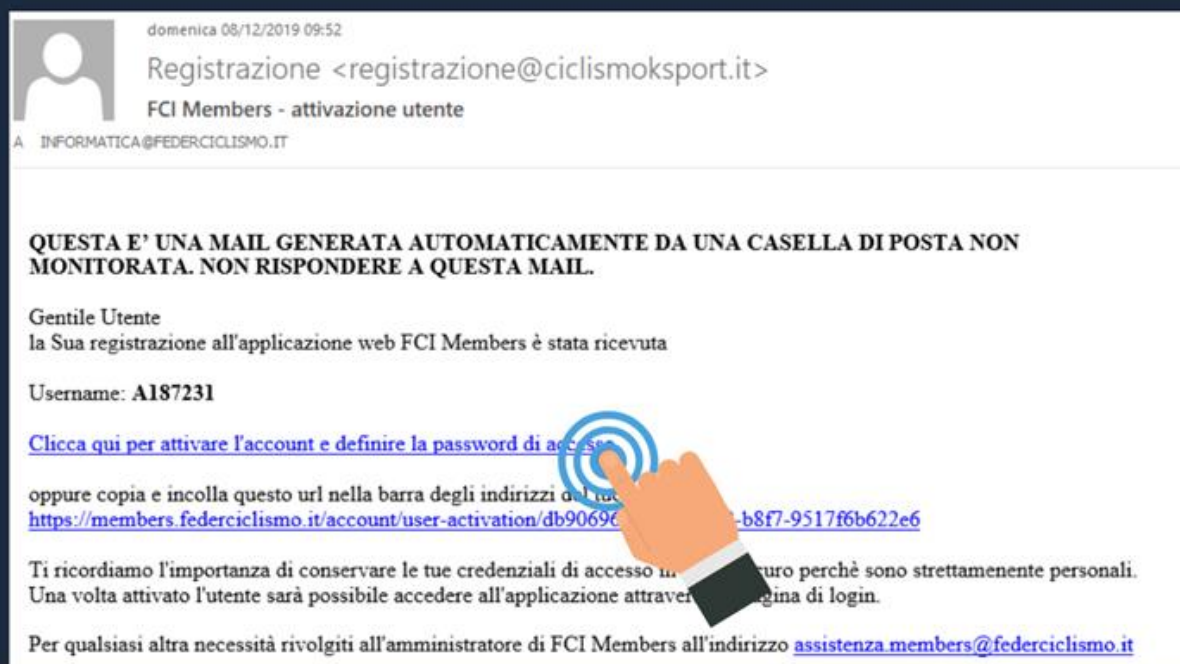 domenica 08/12/2019 09:52
Registrazione <registrazione@ciclismoksport.it>
FCI Members - attivazione utente
A INFORMATICA@FEDERCICLISMO.IT
QUESTA E’ UNA MAIL GENERATA AUTOMATICAMENTE DA UNA CASELLA DI POSTA NON
MONITORATA. NON RISPONDERE A QUESTA MAIL.
Gentile Utente
la Sua registrazione all'applicazione web FCI Members è stata ricevuta
Username: A187231
Clicca qui per attivare l'account e definire la password di accesso
oppure copia e incolla questo url nella barra degli indirizzi del tuo
https://members.federciclismo.it/account/user-activation/db90696 -b8f7-9517f6b622e6
Ti ricordiamo l'importanza di conservare le tue credenziali di accesso in perchè sono strettamenente personali.
Una volta attivato l'utente sarà possibile accedere all'applicazione di login.
Per qualsiasi altra necessità rivolgiti all'amministratore di FCI Members all'indirizzo assistenza.members@federciclismo.it